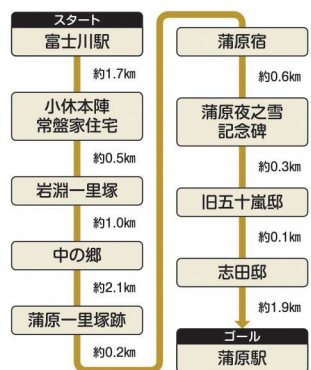 スタート
富士川駅
約1.7km
小休本陣
常盤家住宅
約0.5km
岩淵一里塚
約1.0km
中の郷
約2.1km
蒲原一里塚跡
約0.2km
蒲原宿
約0.6km
蒲原夜之雪
記念碑
約0.3km
旧五十嵐邸
約0.1km
志田邸
約1.9km
ゴール
蒲原駅